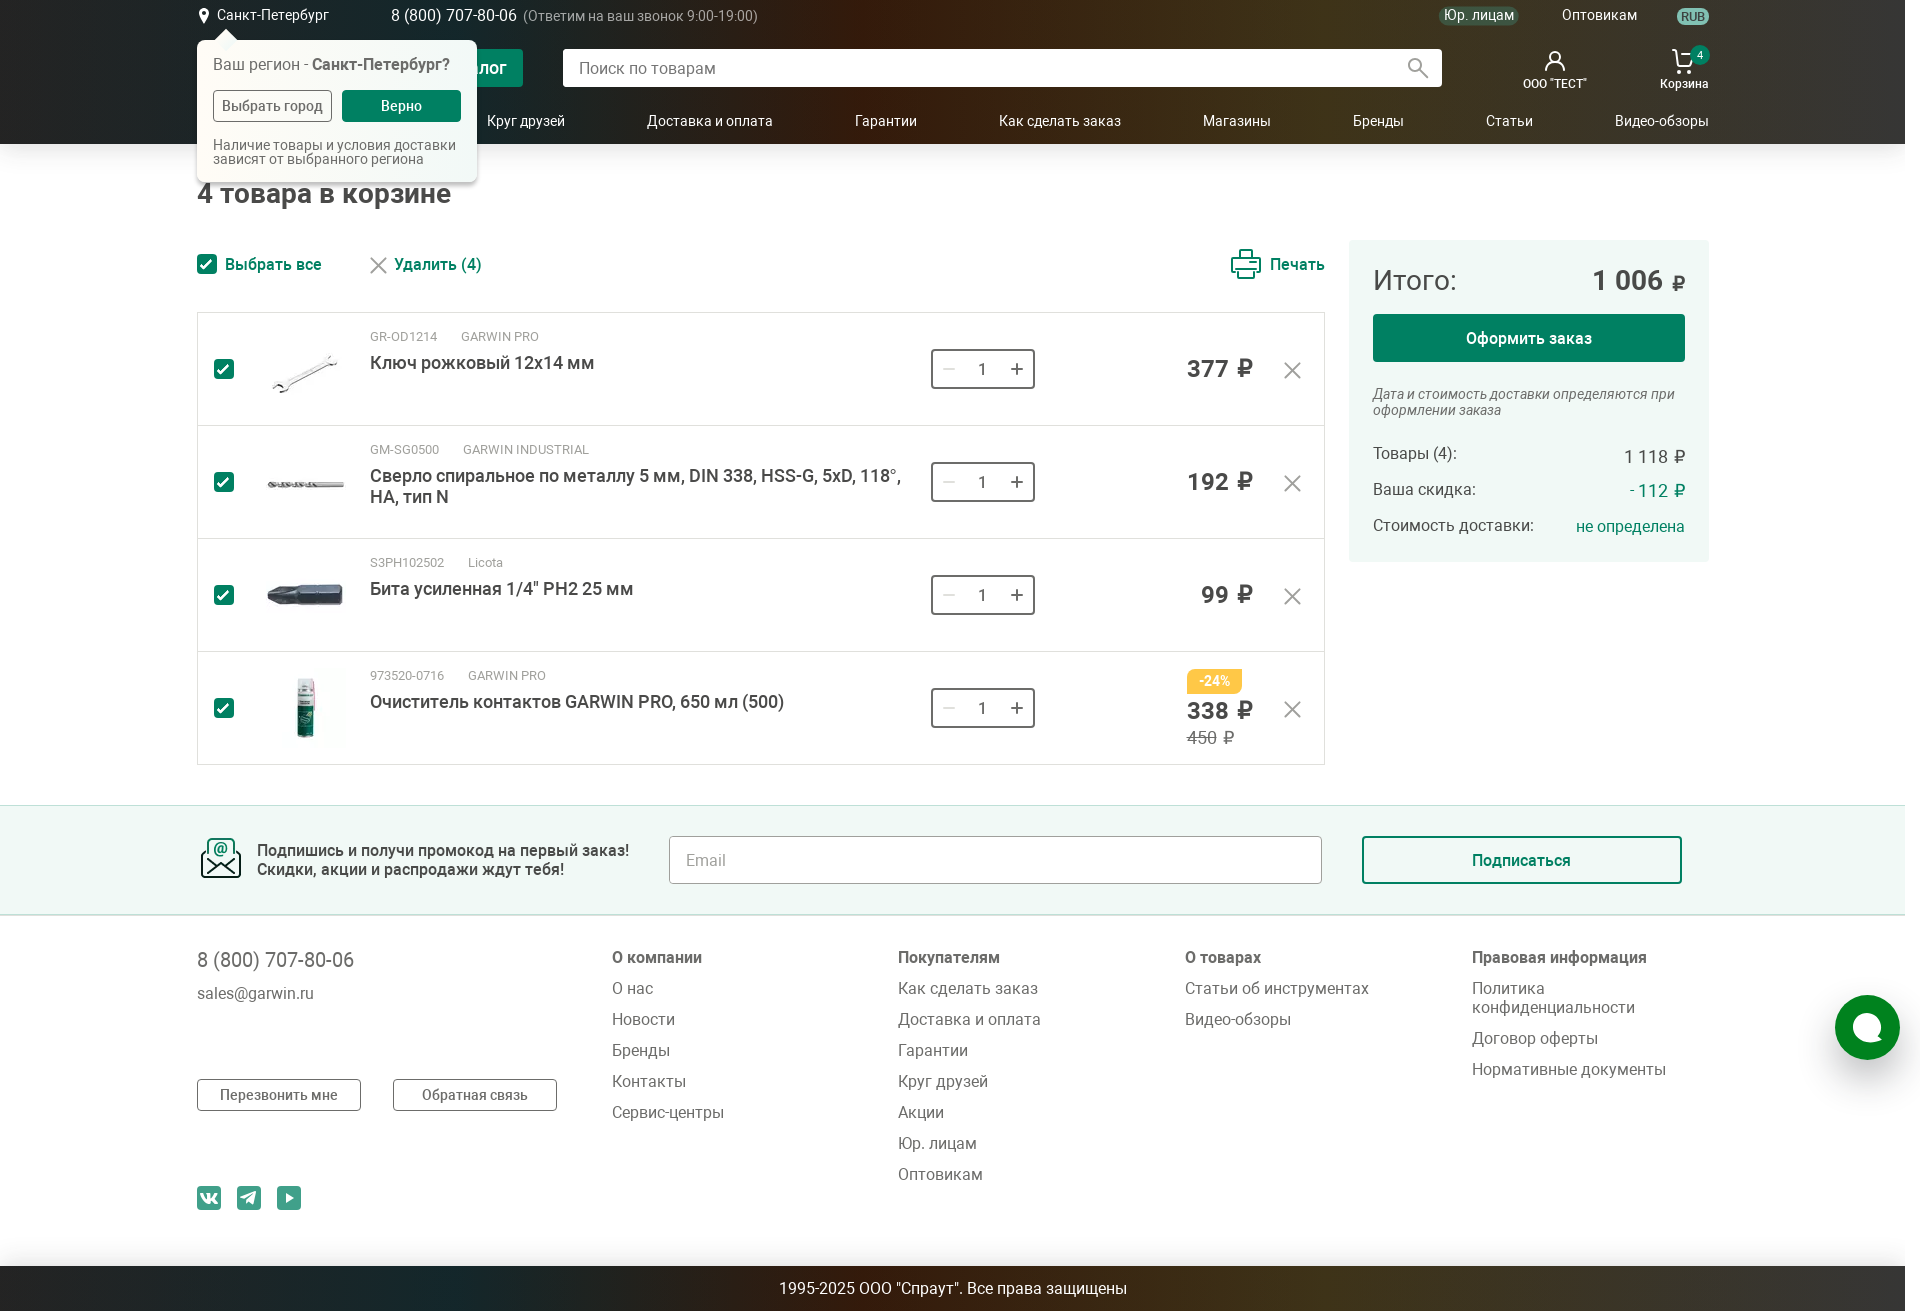 Санкт-Петербург
8 (800) 707-80-06 (Ответим на ваш звонок 9:00-19:00)
Юр. лицам
Оптовикам
RUB
Ваш регион - Санкт-Петербург?
Выбрать город
Верно
Наличие товары и условия доставки
зависят от выбранного региона
лог
Поиск по товарам
ООО "ТЕСТ"
4
Корзина
Круг друзей
Доставка и оплата
Гарантии
Как сделать заказ
Магазины
Бренды
Статьи
Видео-обзоры
4 товара в корзине
Выбрать все
Удалить (4)
Печать
GR-OD1214 GARWIN PRO
Ключ рожковый 12х14 мм
1
377 ₽
GM-SG0500 GARWIN INDUSTRIAL
Сверло спиральное по металлу 5 мм, DIN 338, HSS-G, 5xD, 118°,
HA, тип N
1
192 ₽
S3PH102502 Licota
Бита усиленная 1/4" PH2 25 мм
1
99 ₽
973520-0716 GARWIN PRO
Очиститель контактов GARWIN PRO, 650 мл (500)
1
-24%
338 ₽
450 ₽
Итого: 1 006 ₽
Оформить заказ
Дата и стоимость доставки определяются при
оформлении заказа
Товары (4): 1 118 ₽
Ваша скидка: - 112 ₽
Стоимость доставки: не определена
Подпишись и получи промокод на первый заказ!
Скидки, акции и распродажи ждут тебя!
Email
Подписаться
8 (800) 707-80-06
sales@garwin.ru
Перезвонить мне
Обратная связь
О компании
О нас
Новости
Бренды
Контакты
Сервис-центры
Покупателям
Как сделать заказ
Доставка и оплата
Гарантии
Круг друзей
Акции
Юр. лицам
Оптовикам
О товарах
Статьи об инструментах
Видео-обзоры
Правовая информация
Политика
конфиденциальности
Договор оферты
Нормативные документы
1995-2025 ООО "Спраут". Все права защищены